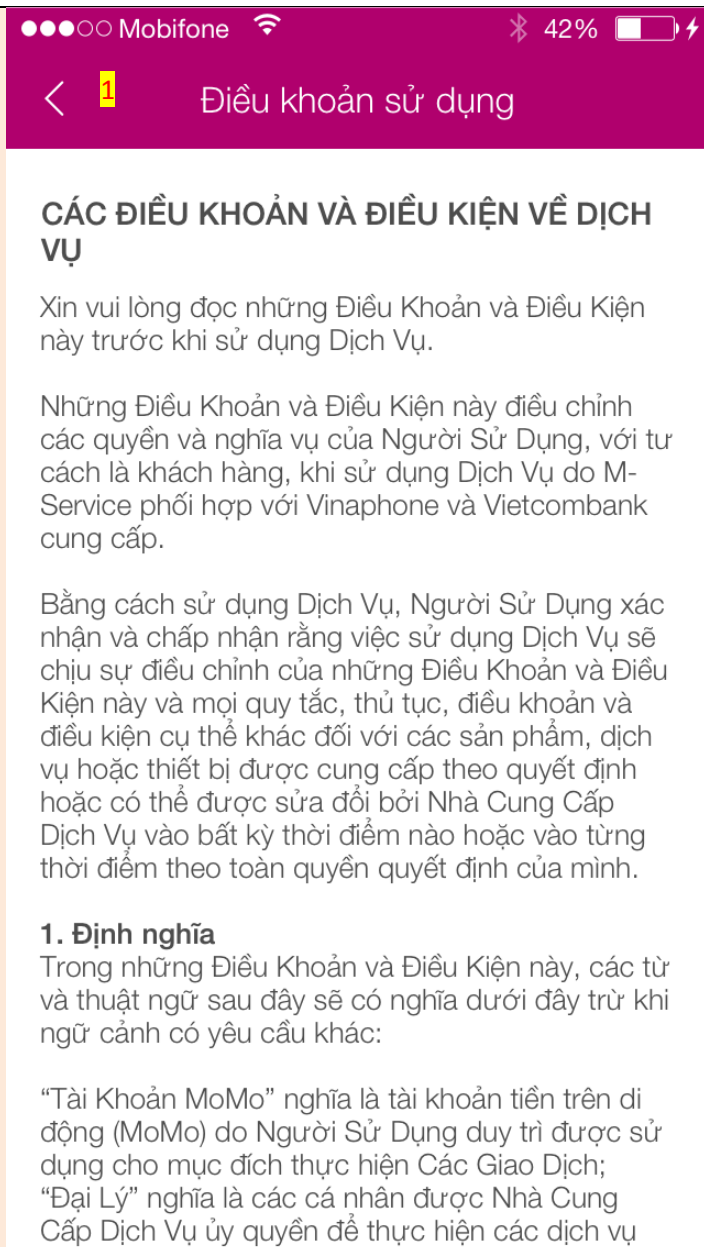 Mobifone 42%
1 Điều khoản sử dụng
CÁC ĐIỀU KHOẢN VÀ ĐIỀU KIỆN VỀ DỊCH
VỤ
Xin vui lòng đọc những Điều Khoản và Điều Kiện
này trước khi sử dụng Dịch Vụ.
Những Điều Khoản và Điều Kiện này điều chỉnh
các quyền và nghĩa vụ của Người Sử Dụng, với tư
cách là khách hàng, khi sử dụng Dịch Vụ do M-
Service phối hợp với Vinaphone và Vietcombank
cung cấp.
Bằng cách sử dụng Dịch Vụ, Người Sử Dụng xác
nhận và chấp nhận rằng việc sử dụng Dịch Vụ sẽ
chịu sự điều chỉnh của những Điều Khoản và Điều
Kiện này và mọi quy tắc, thủ tục, điều khoản và
điều kiện cụ thể khác đối với các sản phẩm, dịch
vụ hoặc thiết bị được cung cấp theo quyết định
hoặc có thể được sửa đổi bởi Nhà Cung Cấp
Dịch Vụ vào bất kỳ thời điểm nào hoặc vào từng
thời điểm theo toàn quyền quyết định của mình.
1. Định nghĩa
Trong những Điều Khoản và Điều Kiện này, các từ
và thuật ngữ sau đây sẽ có nghĩa dưới đây trừ khi
ngữ cảnh có yêu cầu khác:
“Tài Khoản MoMo” nghĩa là tài khoản tiền trên di
động (MoMo) do Người Sử Dụng duy trì được sử
dụng cho mục đích thực hiện Các Giao Dịch;
“Đại Lý” nghĩa là các cá nhân được Nhà Cung
Cấp Dịch Vụ ủy quyền để thực hiện các dịch vụ